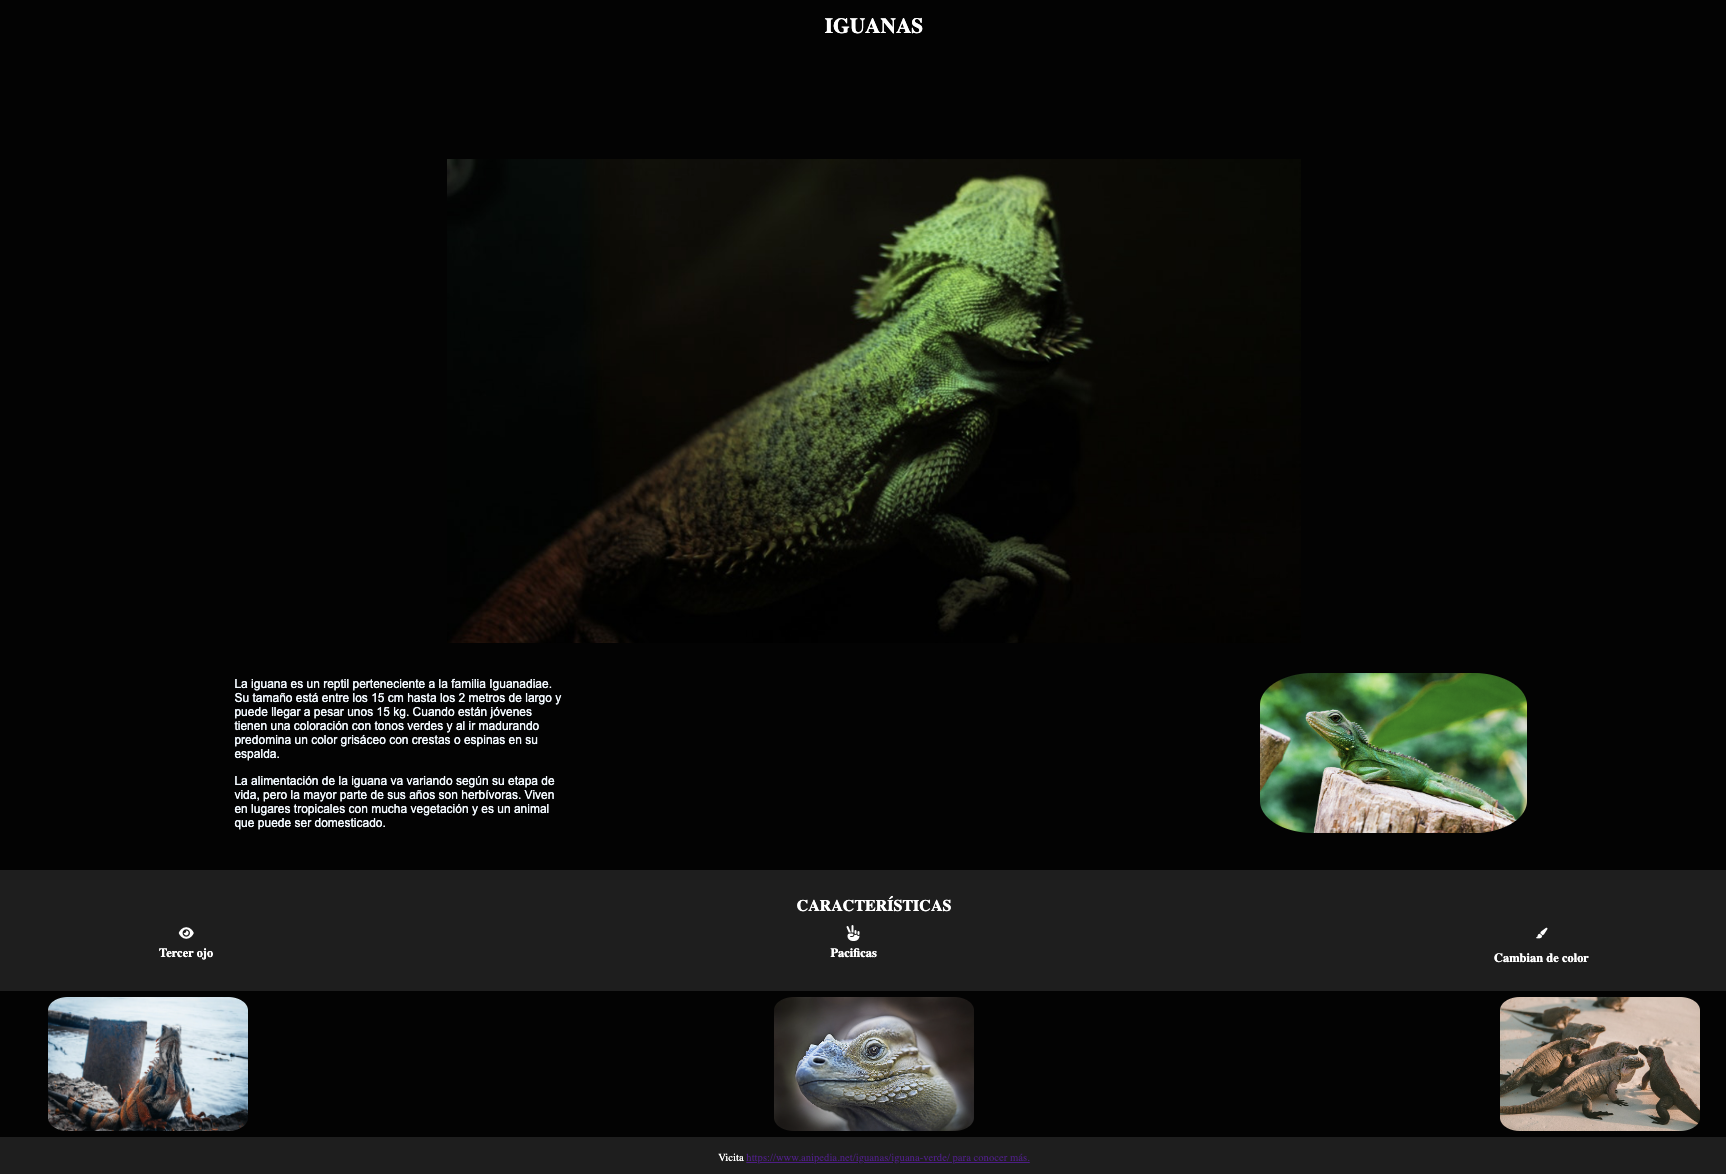 IGUANAS
La iguana es un reptil perteneciente a la familia Iguanadiae.
Su tamaño está entre los 15 cm hasta los 2 metros de largo y
puede llegar a pesar unos 15 kg. Cuando están jóvenes
tienen una coloración con tonos verdes y al ir madurando
predomina un color grisáceo con crestas o espinas en su
espalda.
La alimentación de la iguana va variando según su etapa de
vida, pero la mayor parte de sus años son herbívoras. Viven
en lugares tropicales con mucha vegetación y es un animal
que puede ser domesticado.
CARACTERÍSTICAS
Tercer ojo
Pacificas
Cambian de color
Vicita https://www.anipedia.net/iguanas/iguana-verde/ para conocer más.